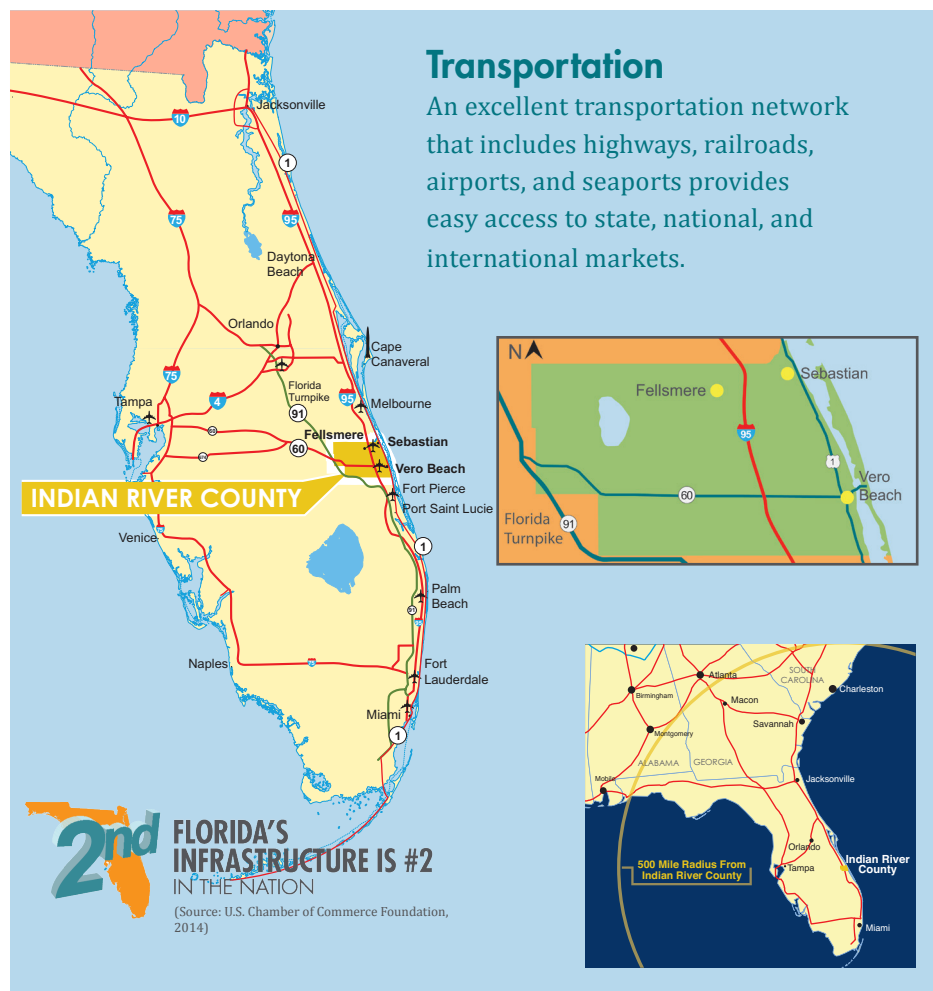 Transportation
An excellent transportation network
that includes highways, railroads,
airports, and seaports provides
easy access to state, national, and
international markets.
Jacksonville
10
1
75
95
Daytona
Beach
Orlando
Cape
Canaveral
75
4
Florida
Turnpike
95
Melbourne
Tampa
91
Fellsmere
Sebastian
60
60
Vero Beach
INDIAN RIVER COUNTY
Fort Pierce
Port Saint Lucie
Venice
1
Palm
Beach
91
95
Naples
75
Fort
Lauderdale
Miami
1
N
Sebastian
Fellsmere
95
1
Vero
Beach
60
Florida
Turnpike
91
Atlanta
SOUTH
CAROLINA
Birmingham
Charleston
Macon
Savannah
Montgomery
ALABAMA
GEORGIA
Mobile
Jacksonville
Orlando
Indian River
County
500 Mile Radius From
Indian River County
Tampa
Miami
2nd
FLORIDA'S
INFRASTRUCTURE IS #2
IN THE NATION
(Source: U.S. Chamber of Commerce Foundation,
2014)